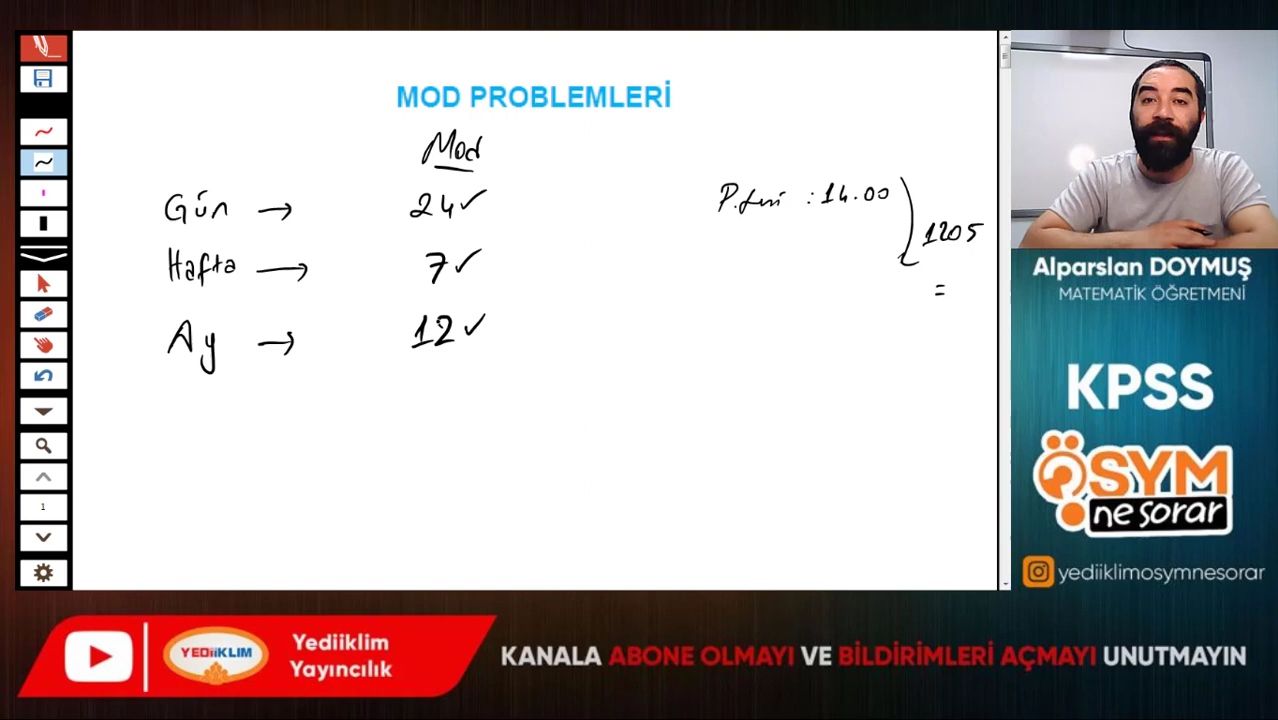 MOD PROBLEMLERİ
Mod
Gün → 24✓
Hafta → 7✓
Ay → 12✓
: 14.00
1205
=
1
Alparslan DOYMUŞ
MATEMATİK ÖĞRETMENİ
KPSS
ÖSYM
ne sorar
yediiklimosymnesorar
YEDİİKLİM
Yediiklim
Yayıncılık
KANALA ABONE OLMAYI VE BİLDİRİMLERİ AÇMAYI UNUTMAYIN